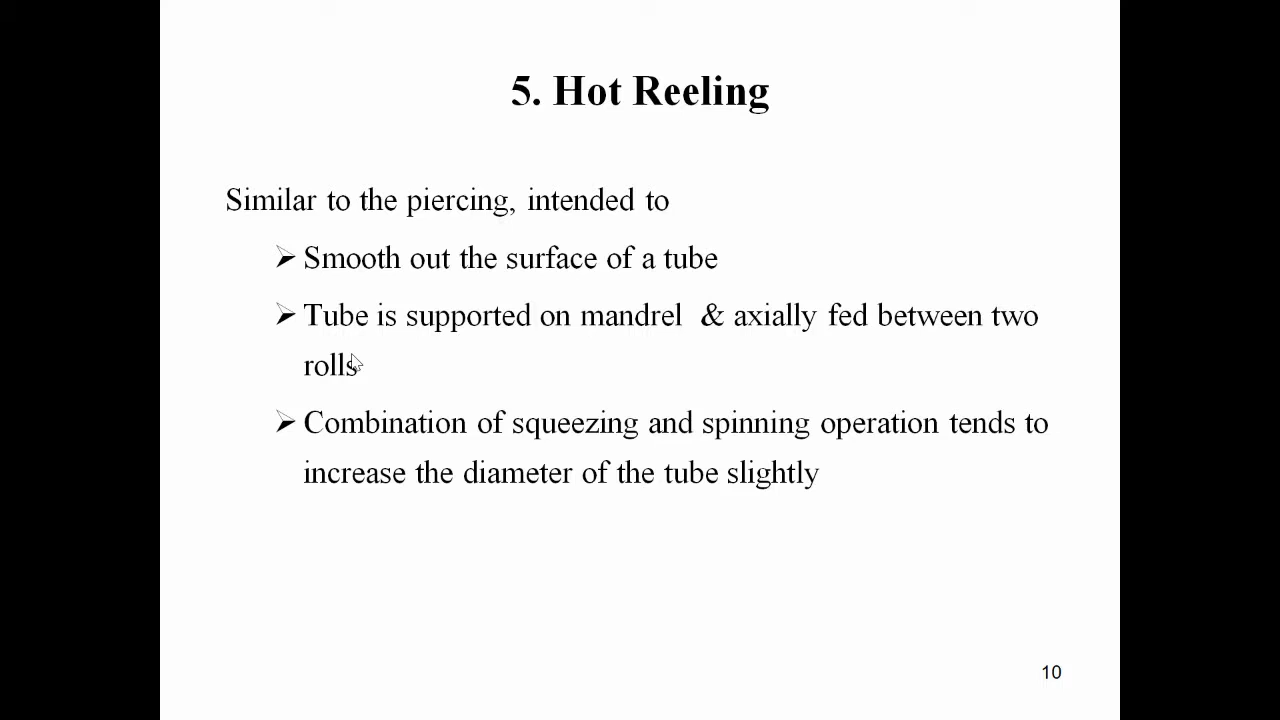 5. Hot Reeling
Similar to the piercing, intended to
➢ Smooth out the surface of a tube
➢ Tube is supported on mandrel & axially fed between two
rolls
➢ Combination of squeezing and spinning operation tends to
increase the diameter of the tube slightly
10